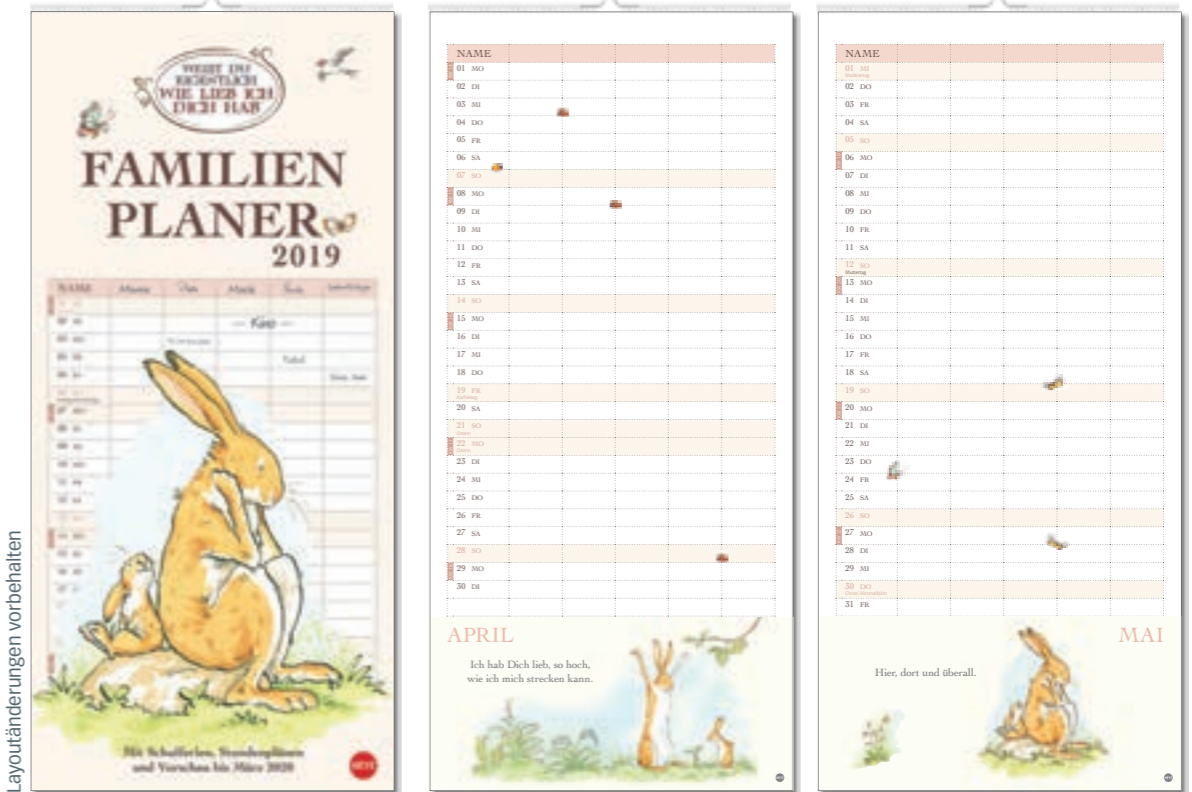 Layoutänderungen vorbehalten
WEISST DU
EIGENTLICH
WIE LIEB ICH
DICH HAB
FAMILIEN
PLANER
2019
NAME
Mit Schulferien, Stundenplänen
und Vorschau bis März 2020
NAME
01 MO
02 DI
03 MI
04 DO
05 FR
06 SA
07 SO
08 MO
09 DI
10 MI
11 DO
12 FR
13 SA
14 SO
15 MO
16 DI
17 MI
18 DO
19 FR
Karfreitag
20 SA
21 SO
Ostern
22 MO
Ostern
23 DI
24 MI
25 DO
26 FR
27 SA
28 SO
29 MO
30 DI
APRIL
Ich hab Dich lieb, so hoch,
wie ich mich strecken kann.
NAME
01 MI
Maifeiertag
02 DO
03 FR
04 SA
05 SO
06 MO
07 DI
08 MI
09 DO
10 FR
11 SA
12 SO
Muttertag
13 MO
14 DI
15 MI
16 DO
17 FR
18 SA
19 SO
20 MO
21 DI
22 MI
23 DO
24 FR
25 SA
26 SO
27 MO
28 DI
29 MI
30 DO
Christi Himmelfahrt
31 FR
MAI
Hier, dort und überall.